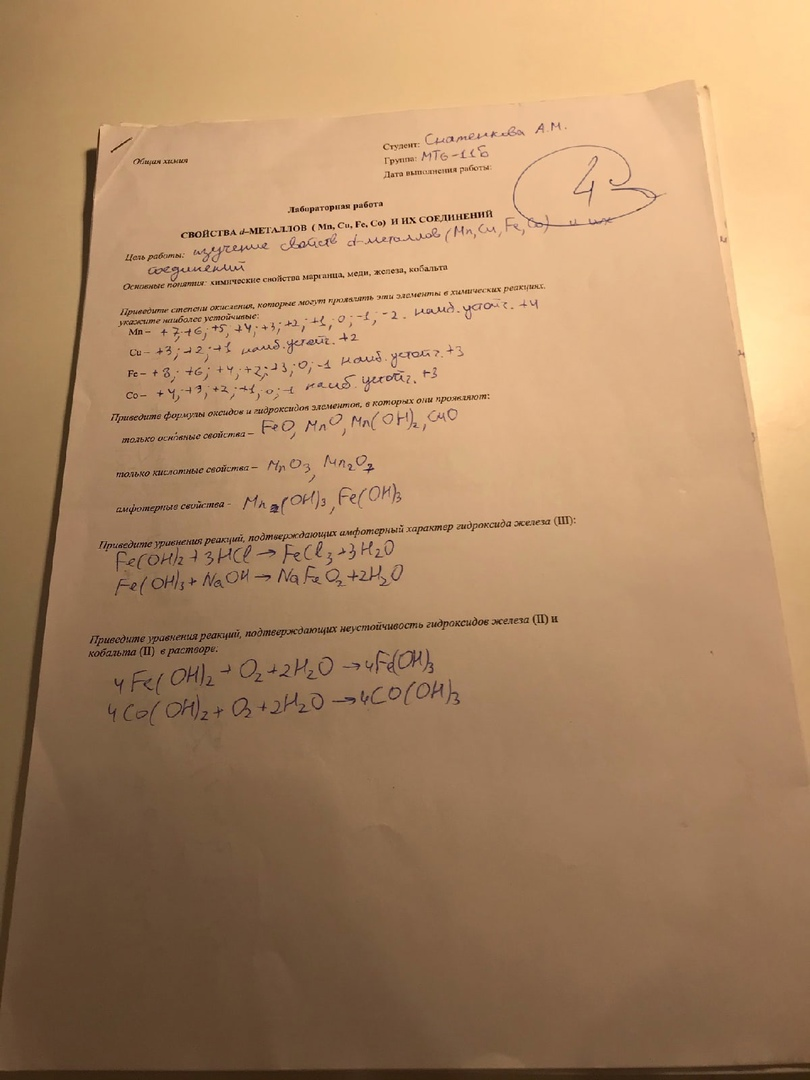 Общая химия
Студент: А.М.
Группа: МТ6-11Б
Дата выполнения работы:
4
Лабораторная работа
СВОЙСТВА d–МЕТАЛЛОВ ( Mn, Cu, Fe, Co) И ИХ СОЕДИНЕНИЙ
Цель работы: изучение свойств d-металлов (Mn, Cu, Fe, Co) и их
соединений
Основные понятия: химические свойства марганца, меди, железа, кобальта
Приведите степени окисления, которые могут проявлять эти элементы в химических реакциях,
укажите наиболее устойчивые:
Mn – +7; +6; +5, +4; +3; +2; +1; 0; -1; -2. наиб. устойч. +4
Cu – +3; +2; +1 наиб. устойч. +2
Fe – +8; +6; +4; +2; +3; 0; -1 наиб. устойч. +3
Co – +4, +3; +2; +1, 0; -1 наиб. устойч. +3
Приведите формулы оксидов и гидроксидов элементов, в которых они проявляют:
только осно́вные свойства – FeO, MnO, Mn(OH)2, CuO
только кислотные свойства – MnO3, Mn2O7
амфотерные свойства - Mn(OH)3, Fe(OH)3
Приведите уравнения реакций, подтверждающих амфотерный характер гидроксида железа (III):
Fe(OH)2 + 3HCl → FeCl3 + 3H2O
Fe(OH)3 + NaOH → NaFeO2 + 2H2O
Приведите уравнения реакций, подтверждающих неустойчивость гидроксидов железа (II) и
кобальта (II) в растворе.
4Fe(OH)2 + O2 + 2H2O → 4Fe(OH)3
4Co(OH)2 + O2 + 2H2O → 4CO(OH)3